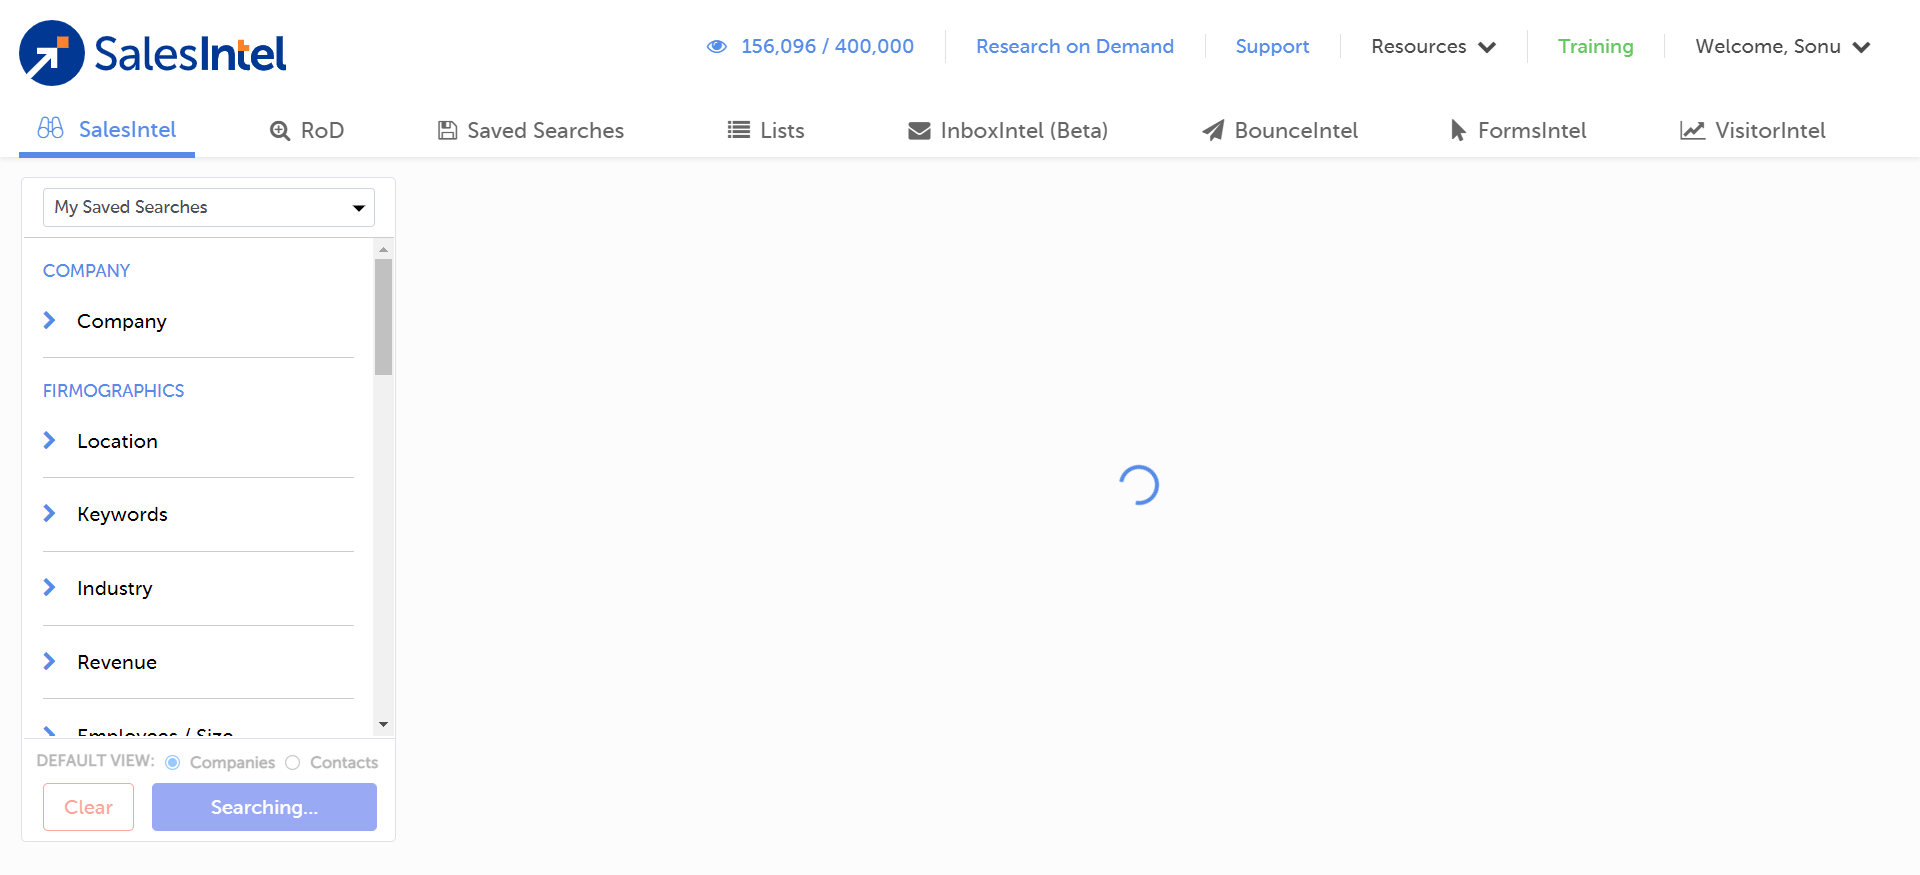 SalesIntel
156,096 / 400,000 Research on Demand Support Resources Training Welcome, Sonu
SalesIntel RoD Saved Searches Lists InboxIntel (Beta) BounceIntel FormsIntel VisitorIntel
My Saved Searches
COMPANY
Company
FIRMOGRAPHICS
Location
Keywords
Industry
Revenue
Employees / Size
DEFAULT VIEW: Companies Contacts
Clear Searching...